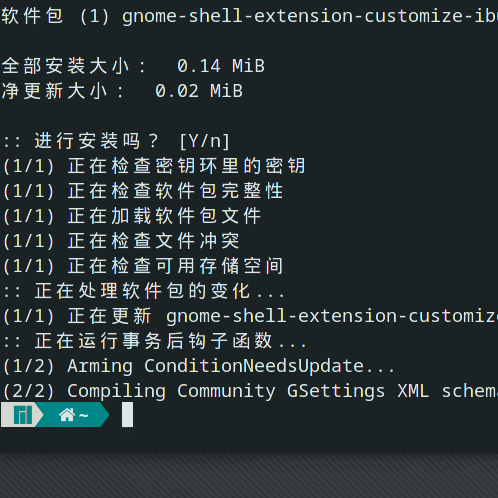 软件包 (1) gnome-shell-extension-customize-ib
全部安装大小： 0.14 MiB
净更新大小： 0.02 MiB
:: 进行安装吗？ [Y/n]
(1/1) 正在检查密钥环里的密钥
(1/1) 正在检查软件包完整性
(1/1) 正在加载软件包文件
(1/1) 正在检查文件冲突
(1/1) 正在检查可用存储空间
:: 正在处理软件包的变化...
(1/1) 正在更新 gnome-shell-extension-customize
:: 正在运行事务后钩子函数...
(1/2) Arming ConditionNeedsUpdate...
(2/2) Compiling Community GSettings XML schema
~